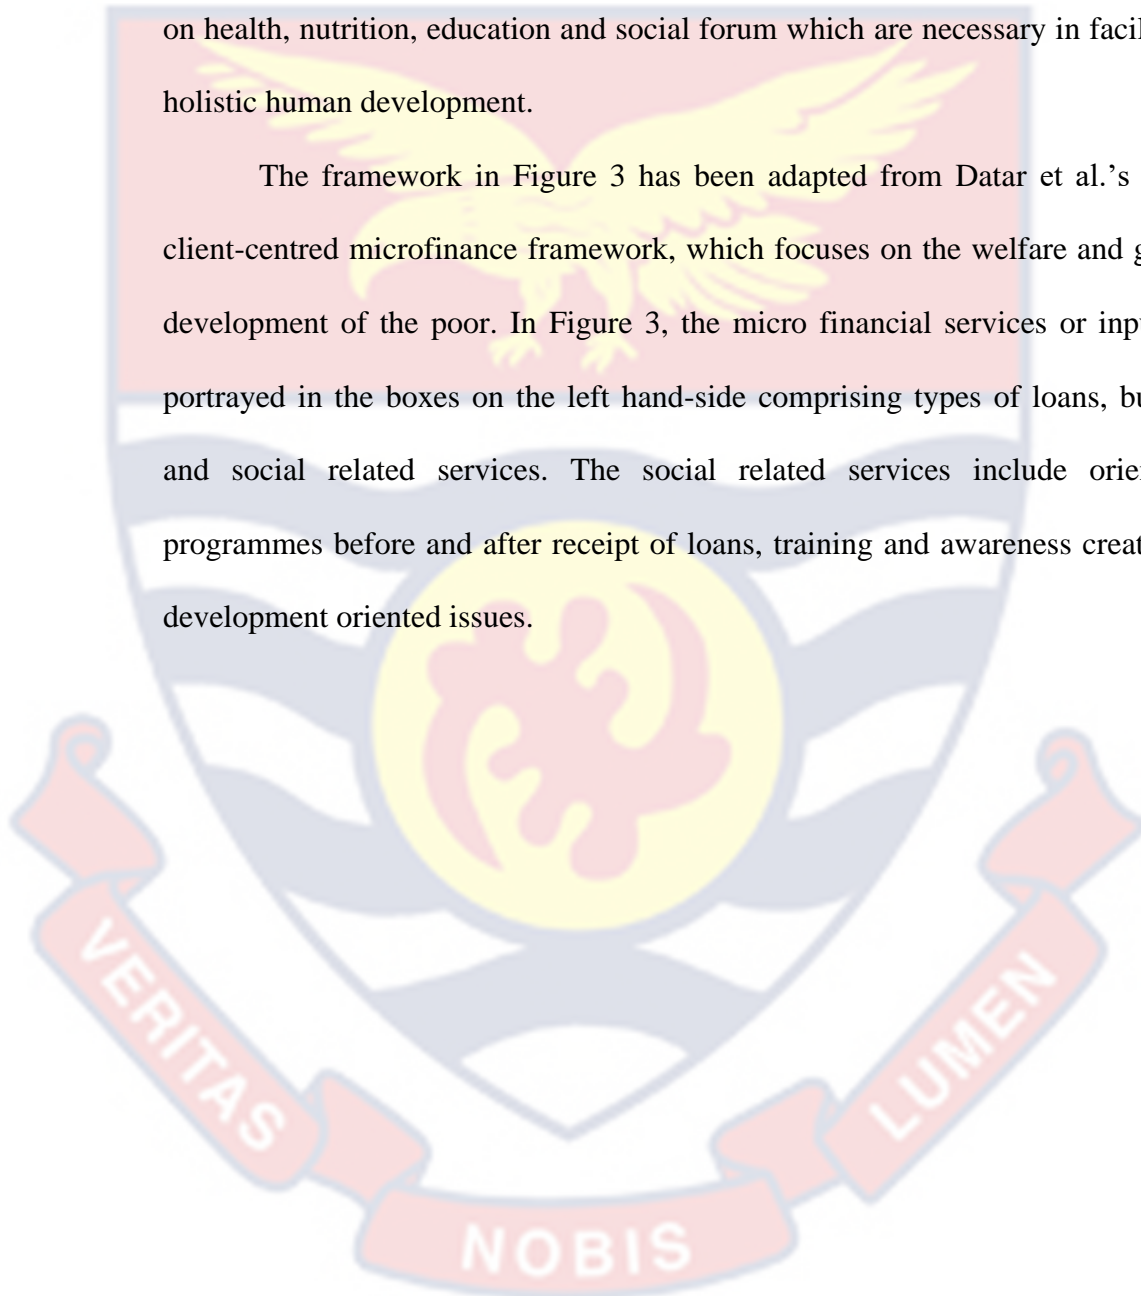 on health, nutrition, education and social forum which are necessary in facil
holistic human development.
The framework in Figure 3 has been adapted from Datar et al.’s
client-centred microfinance framework, which focuses on the welfare and g
development of the poor. In Figure 3, the micro financial services or inp
portrayed in the boxes on the left hand-side comprising types of loans, bu
and social related services. The social related services include orie
programmes before and after receipt of loans, training and awareness creat
development oriented issues.
VERITAS
NOBIS
LUMEN